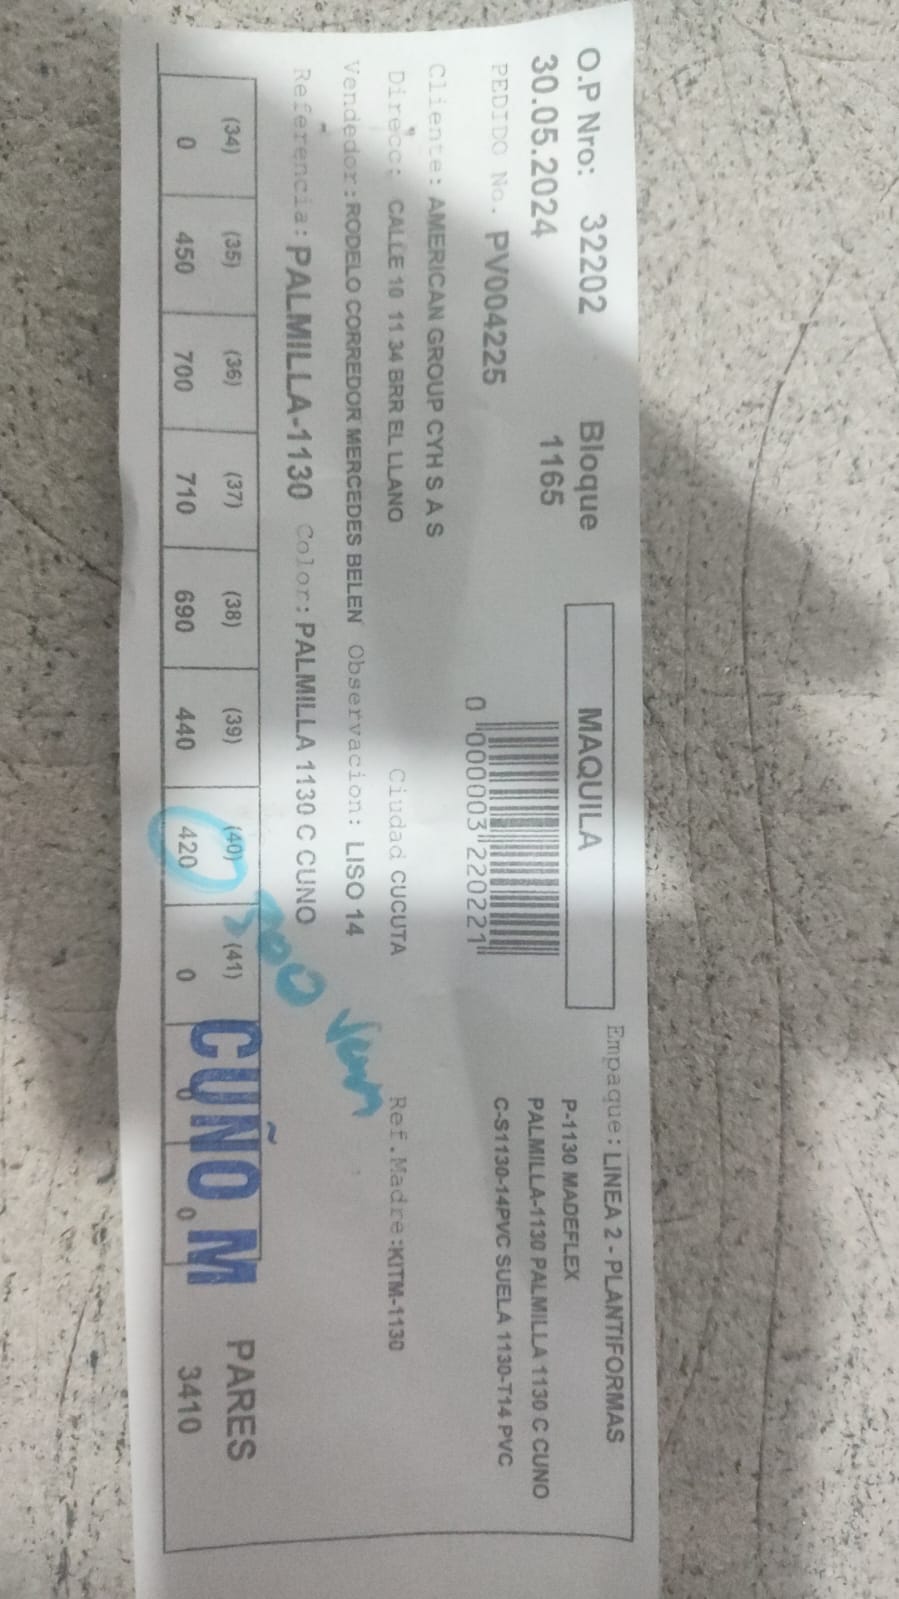 O.P Nro: 32202 Bloque MAQUILA Empaque: LINEA 2 - PLANTIFORMAS
30.05.2024 1165 P-1130 MADEFLEX
PALMILLA-1130 PALMILLA 1130 C CUNO
PEDIDO No. PV004225 0 000003 220221 C-S1130-14PVC SUELA 1130-T14 PVC
Cliente: AMERICAN GROUP CYH S A S
Direcc: CALLE 10 11 34 BRR EL LLANO Ciudad CUCUTA Ref.Madre:KITM-1130
Vendedor: RODELO CORREDOR MERCEDES BELEN Observacion: LISO 14
Referencia: PALMILLA-1130 Color: PALMILLA 1130 C CUNO
(34) (35) (36) (37) (38) (39) (40) (41) PARES
0 450 700 710 690 440 420 0 0 0 3410
CUÑO M